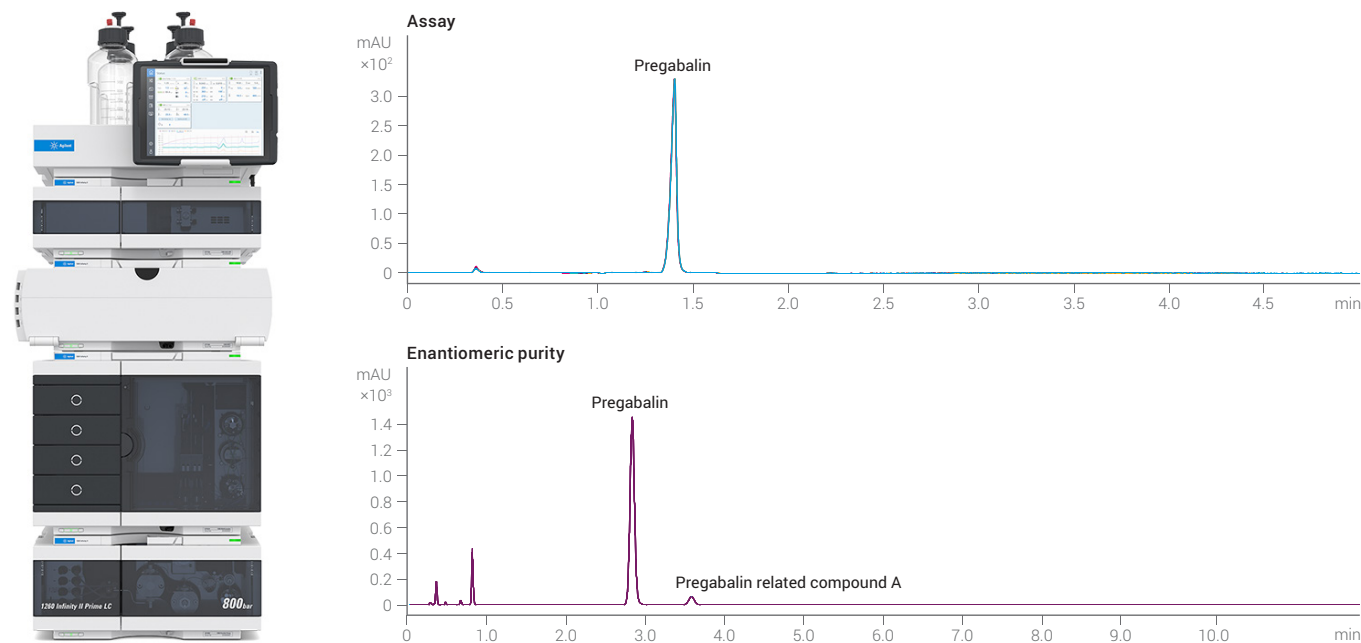 Agilent
1260 Infinity II Prime LC
800bar
Assay
mAU
×10²
Pregabalin
3.0
2.5
2.0
1.5
1.0
0.5
0
0 0.5 1.0 1.5 2.0 2.5 3.0 3.5 4.0 4.5 min
Enantiomeric purity
mAU
×10³
Pregabalin
1.4
1.2
1.0
0.8
0.6
0.4
0.2
0
Pregabalin related compound A
0 1.0 2.0 3.0 4.0 5.0 6.0 7.0 8.0 9.0 10.0 min